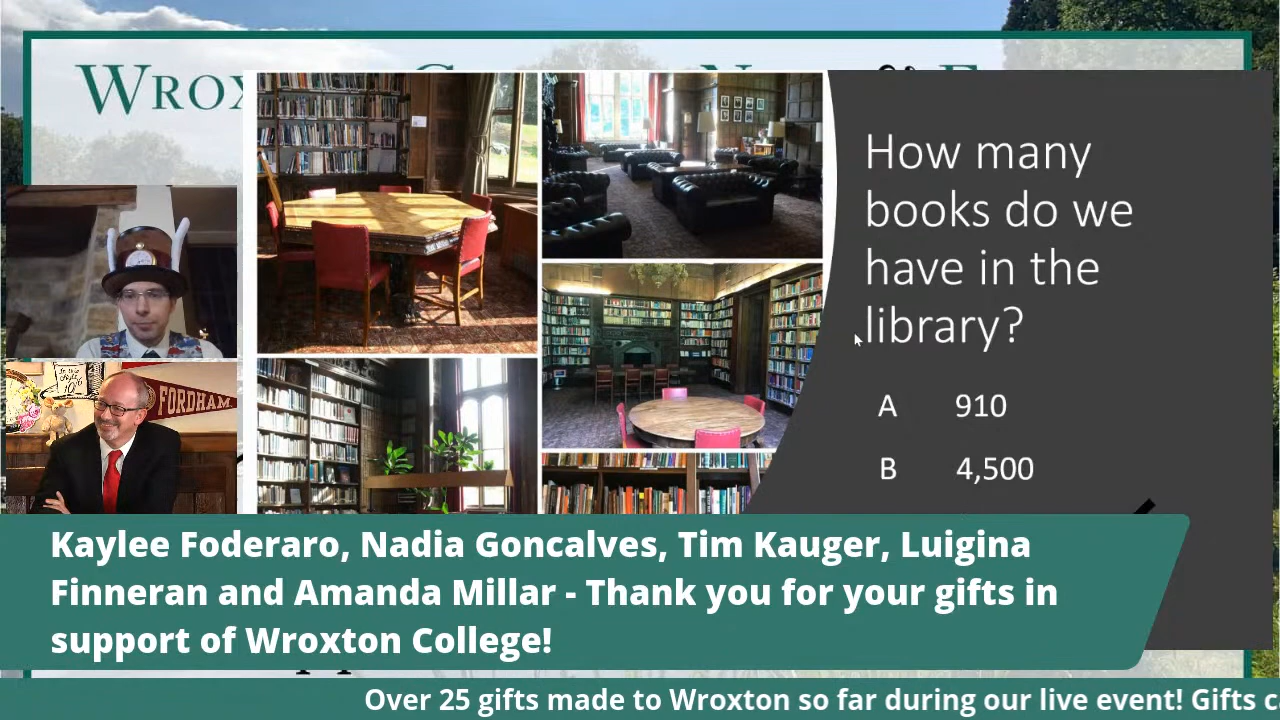 How many
books do we
have in the
library?
A 910
B 4,500
FORDHAM
Kaylee Foderaro, Nadia Goncalves, Tim Kauger, Luigina
Finneran and Amanda Millar - Thank you for your gifts in
support of Wroxton College!
Over 25 gifts made to Wroxton so far during our live event! Gifts